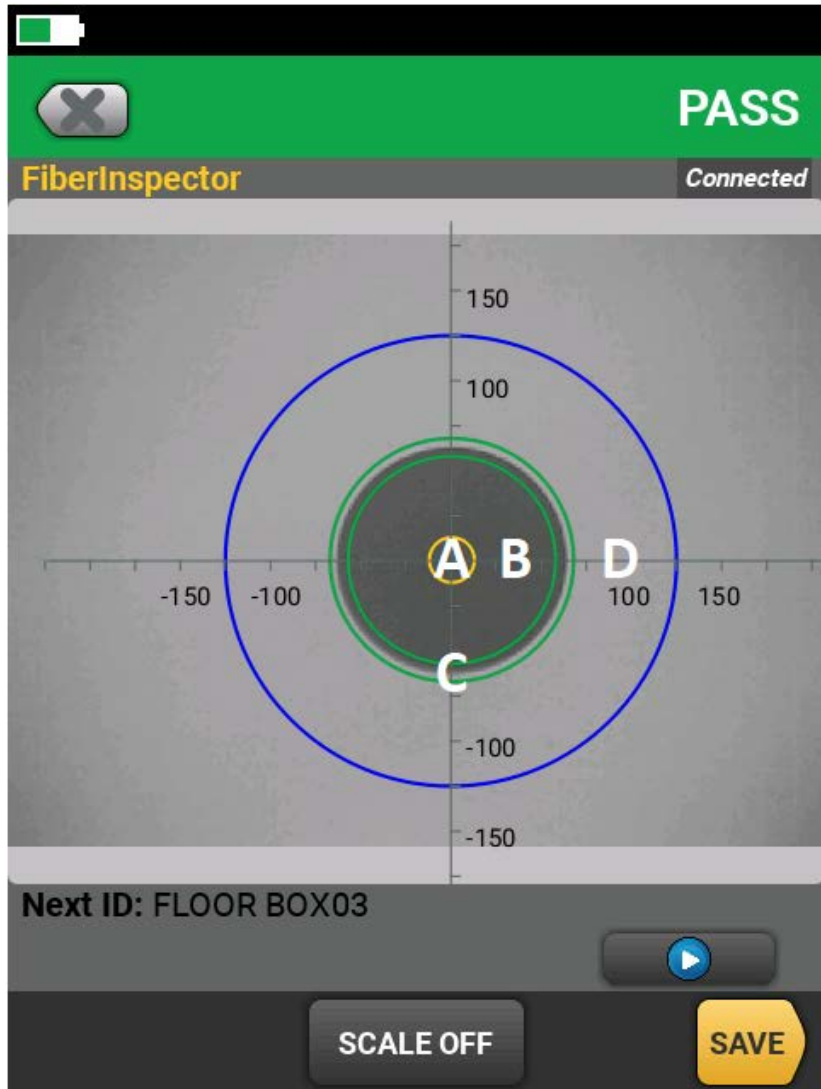 PASS
FiberInspector Connected
150
100
A B D
-150 -100 100 150
C
-100
-150
Next ID: FLOOR BOX03
SCALE OFF SAVE